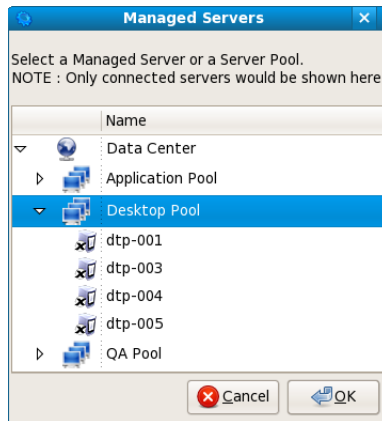 Managed Servers
Select a Managed Server or a Server Pool.
NOTE : Only connected servers would be shown here
Name
Data Center
Application Pool
Desktop Pool
dtp-001
dtp-003
dtp-004
dtp-005
QA Pool
Cancel OK